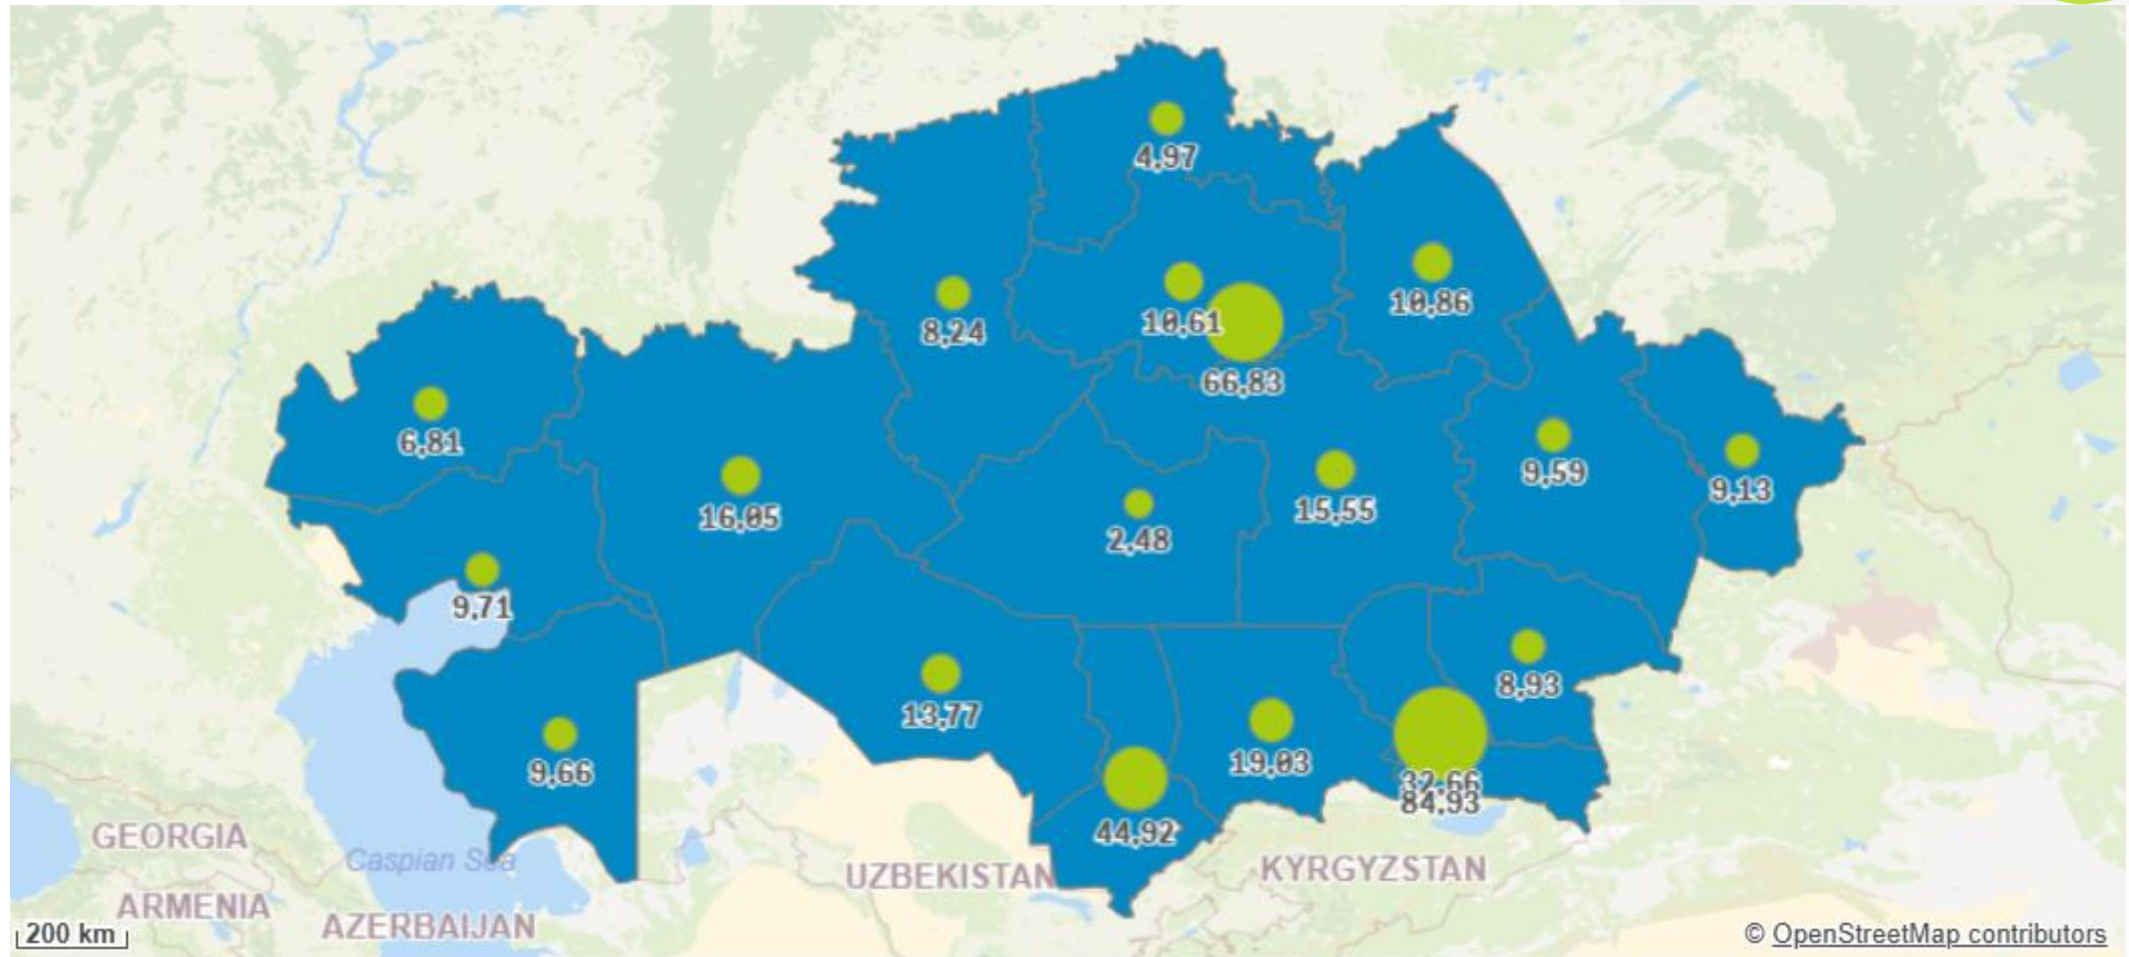 4,97
10,86
10,61
8,24
66,83
6,81
9,59
9,13
16,05
15,55
2,48
9,71
8,93
13,77
19,03
9,66
32,66
84,93
44,92
GEORGIA
Caspian Sea
UZBEKISTAN
KYRGYZSTAN
ARMENIA
AZERBAIJAN
200 km
© OpenStreetMap contributors